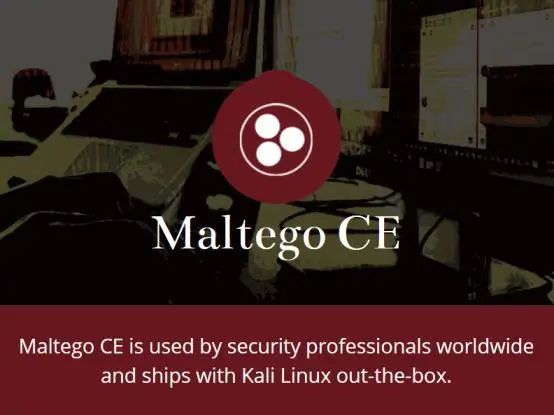 Maltego CE
Maltego CE is used by security professionals worldwide
and ships with Kali Linux out-the-box.